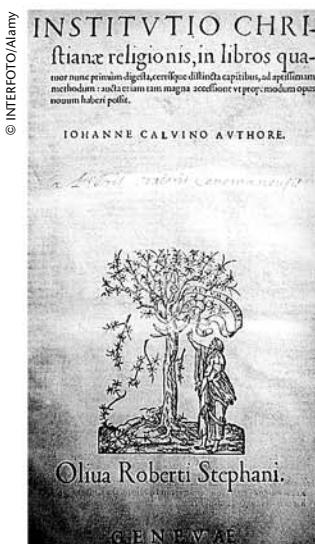 © INTERFOTO/Alamy
INSTITVTIO CHRI-
stianæ religionis, in libros qua-
tuor nunc primùm digesta, certisque distincta capitibus, ad aptissimam
methodum: aucta etiam tam magna accessione vt propemodum opus
nouum haberi possit.
IOHANNE CALVINO AVTHORE.
Oliua Roberti Stephani.
GENEVAE